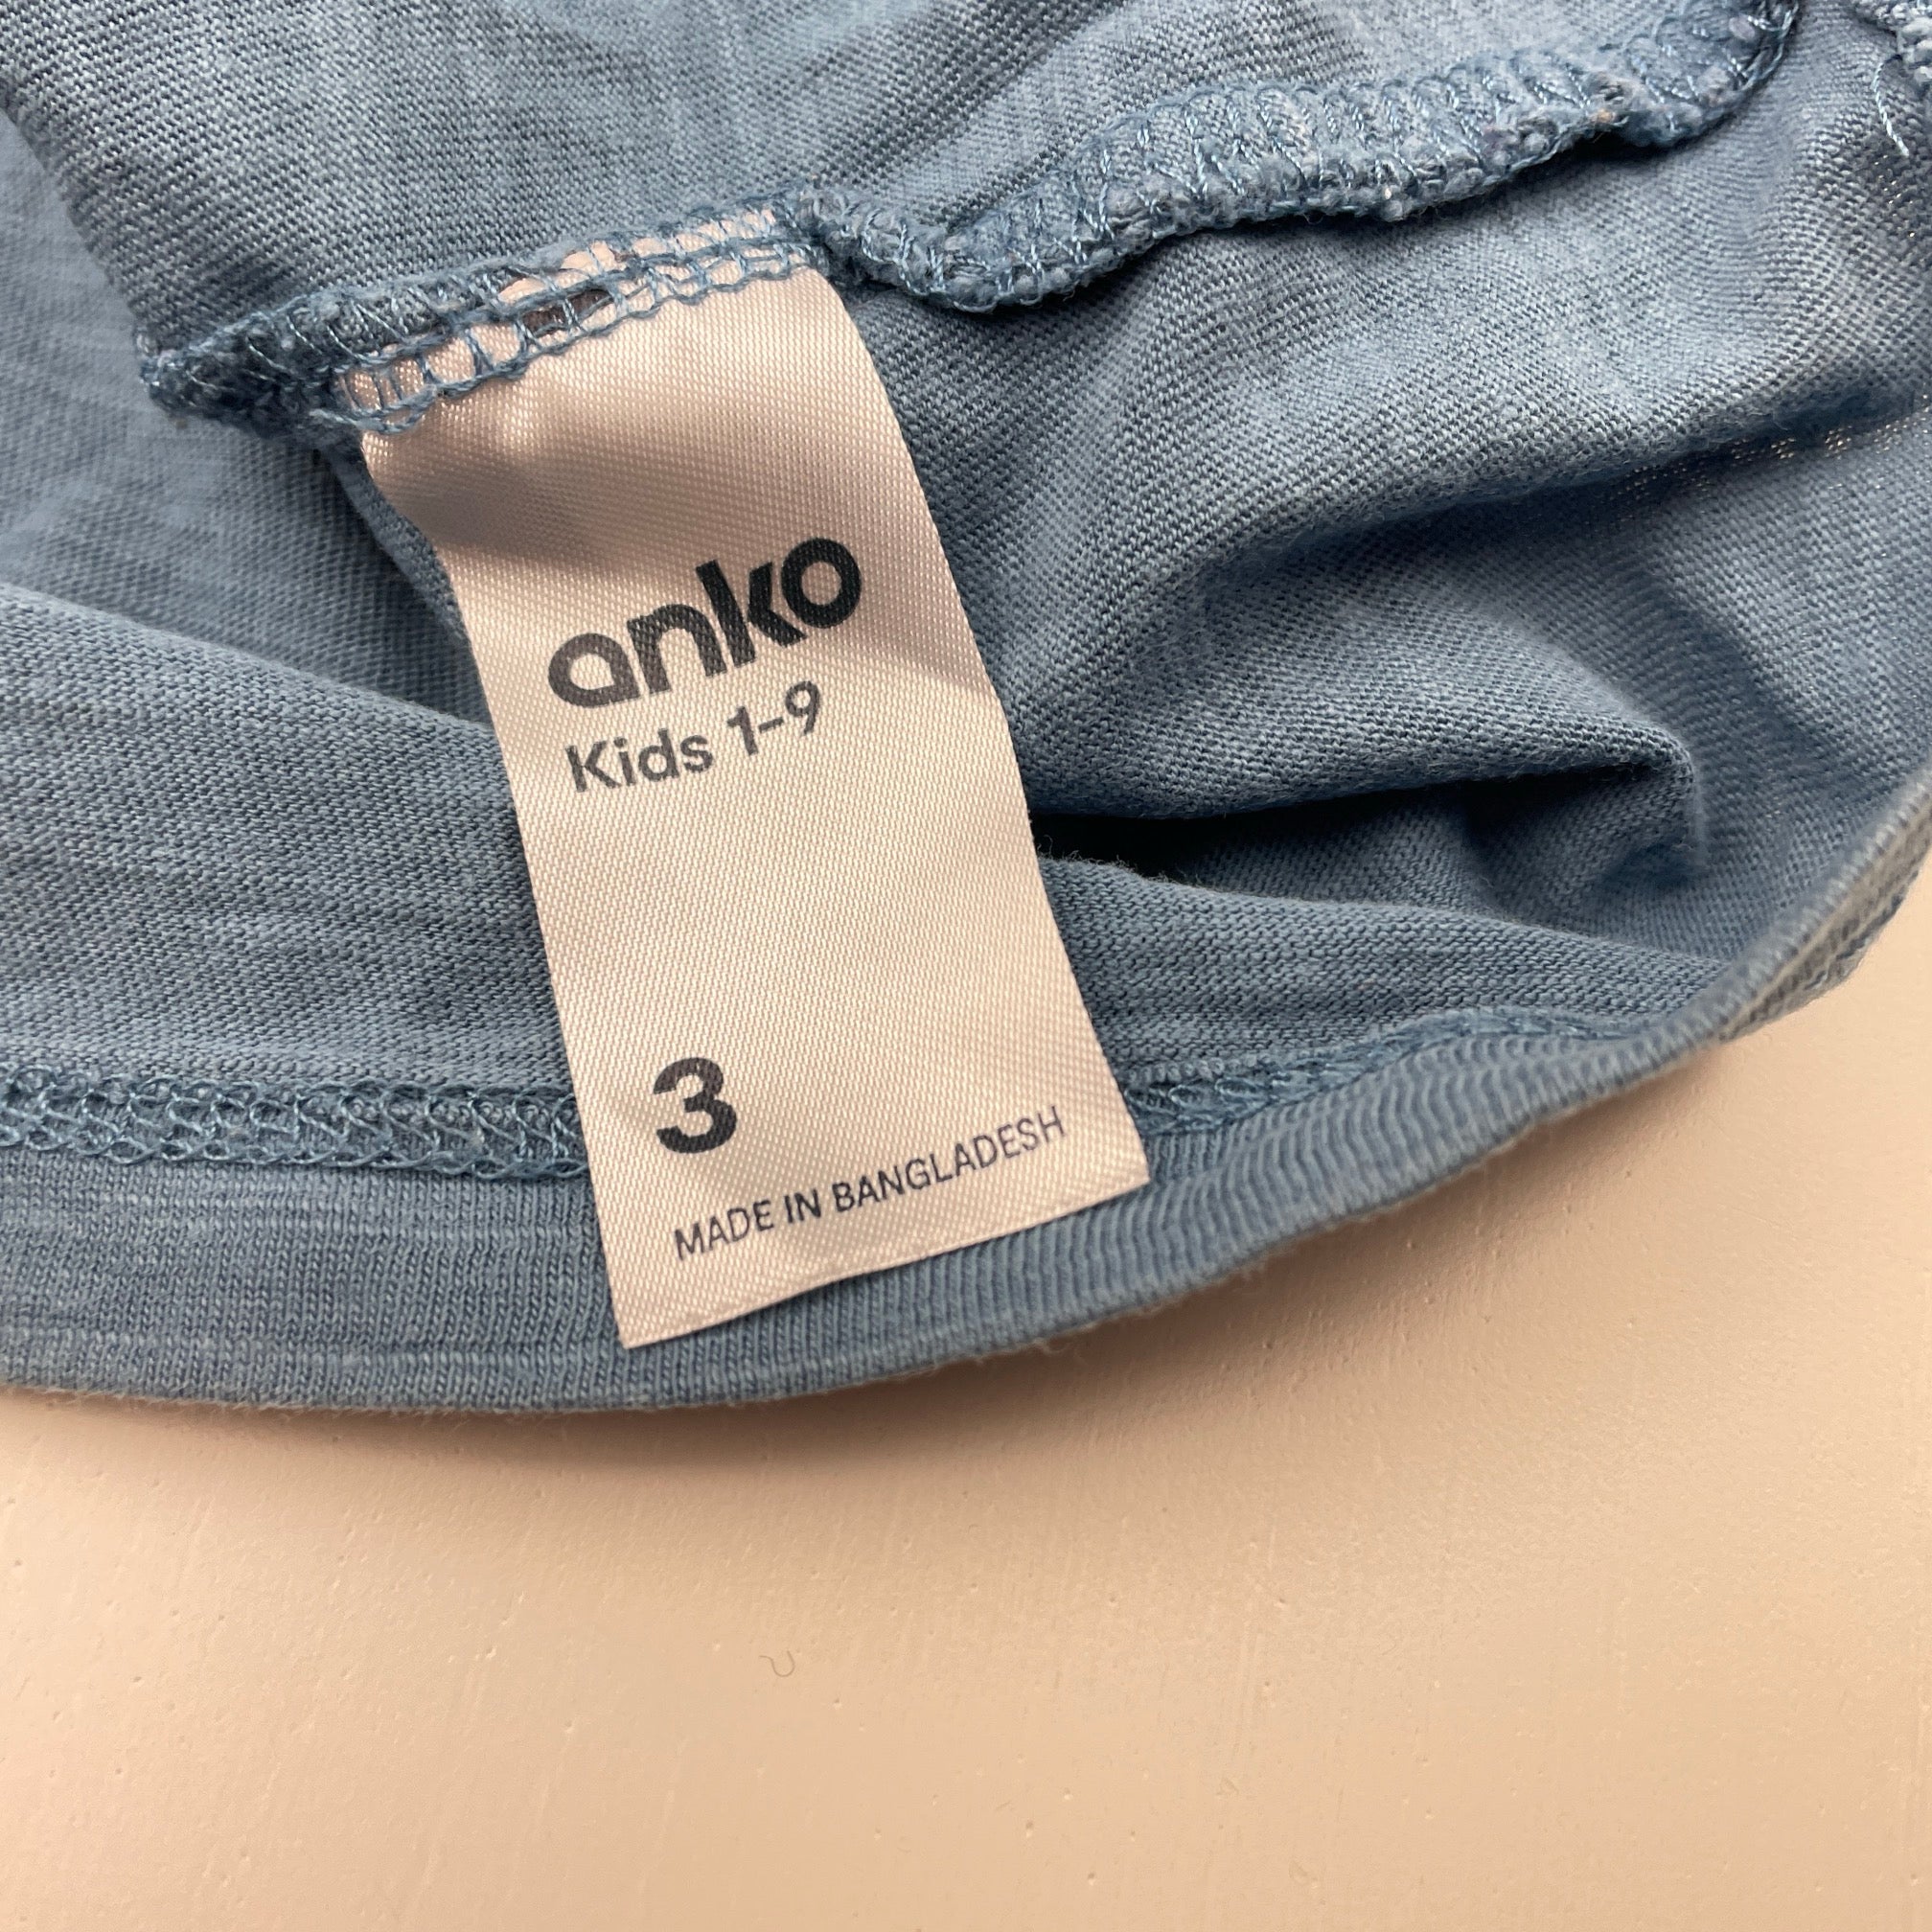 anko
Kids 1-9
3
MADE IN BANGLADESH